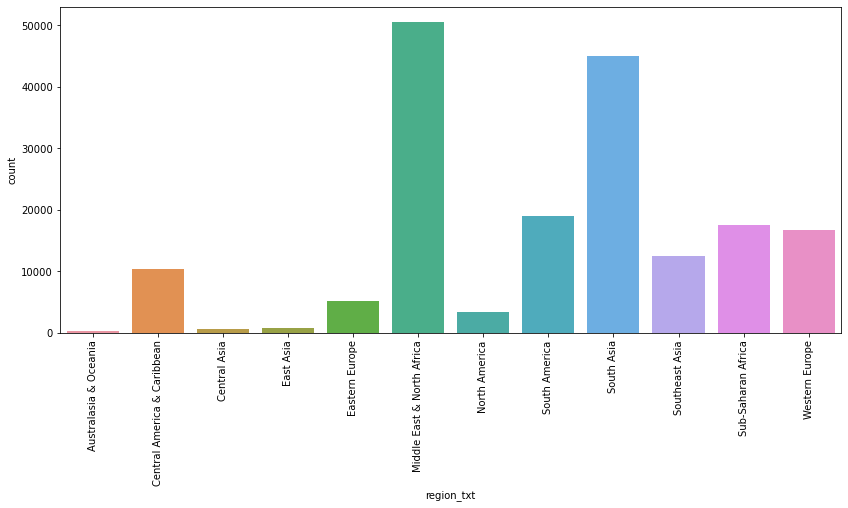 50000
40000
30000
20000
10000
0
count
Australasia & Oceania
Central America & Caribbean
Central Asia
East Asia
Eastern Europe
Middle East & North Africa
North America
South America
South Asia
Southeast Asia
Sub-Saharan Africa
Western Europe
region_txt